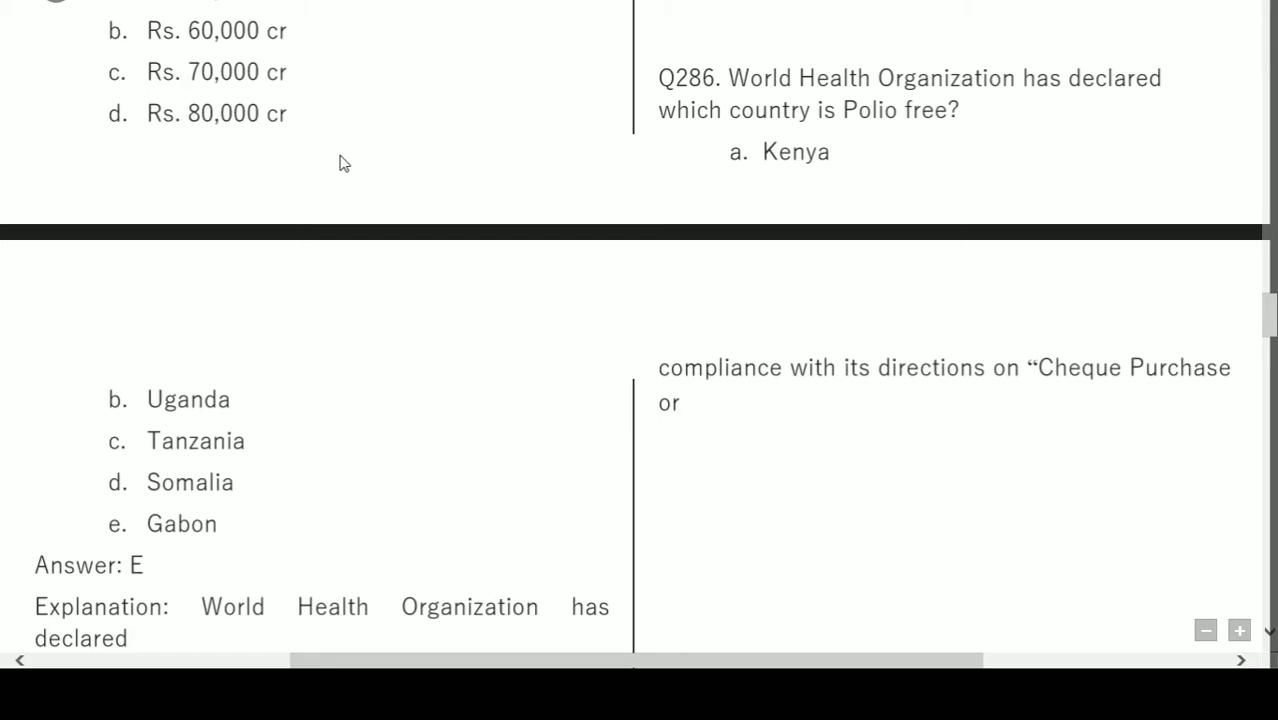 b. Rs. 60,000 cr
c. Rs. 70,000 cr
d. Rs. 80,000 cr
Q286. World Health Organization has declared
which country is Polio free?
a. Kenya
b. Uganda
c. Tanzania
d. Somalia
e. Gabon
Answer: E
Explanation: World Health Organization has
declared
compliance with its directions on “Cheque Purchase
or